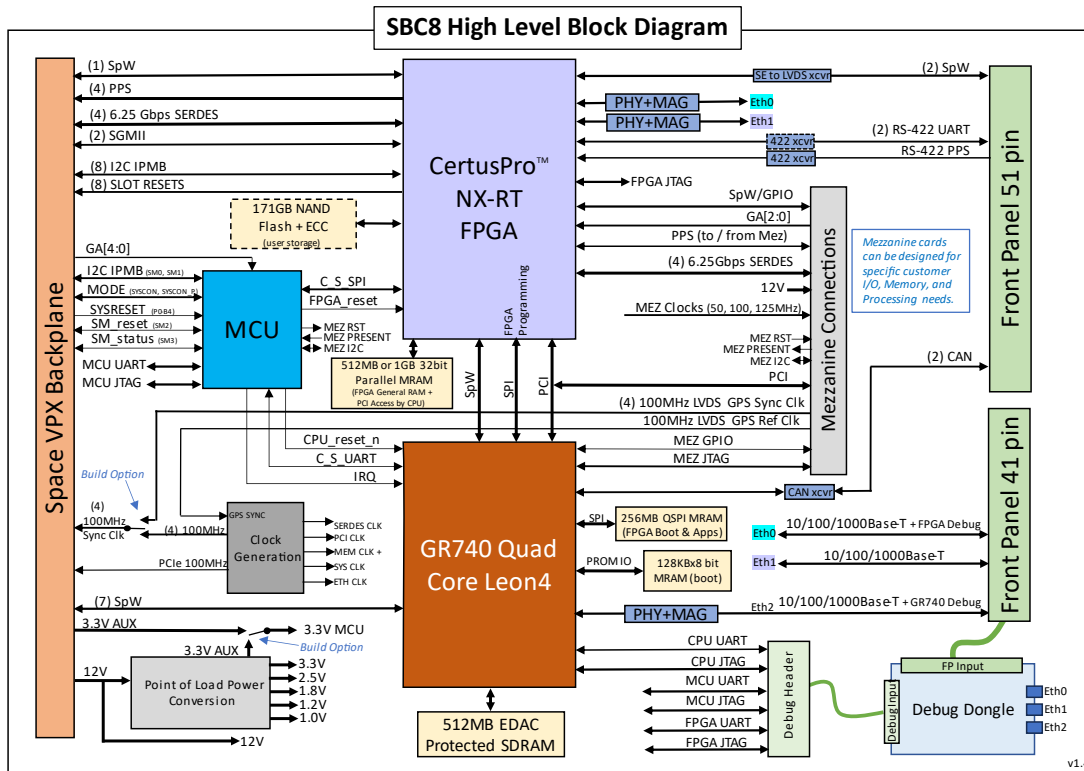 SBC8 High Level Block Diagram
Space VPX Backplane
(1) SpW
(4) PPS
(4) 6.25 Gbps SERDES
(2) SGMII
(8) I2C IPMB
(8) SLOT RESETS
171GB NAND
Flash + ECC
(user storage)
GA[4:0]
I2C IPMB (SM0, SM1)
MODE (SYSCON, SYSCON_P)
SYSRESET (PDB4)
SM_reset (SM2)
SM_status (SM3)
MCU UART
MCU JTAG
MCU
C_S_SPI
FPGA_reset
MEZ RST
MEZ PRESENT
MEZ I2C
CertusPro™
NX-RT
FPGA
FPGA
Programming
512MB or 1GB 32bit
Parallel MRAM
(FPGA General RAM +
PCI Access by CPU)
SpW
SPI
PCI
SE to LVDS xcvr
(2) SpW
PHY+MAG
Eth0
PHY+MAG
Eth1
422 xcvr
(2) RS-422 UART
422 xcvr
RS-422 PPS
FPGA JTAG
SpW/GPIO
GA[2:0]
PPS (to / from Mez)
(4) 6.25Gbps SERDES
12V
MEZ Clocks (50, 100, 125MHz)
MEZ RST
MEZ PRESENT
MEZ I2C
PCI
(4) 100MHz LVDS GPS Sync Clk
100MHz LVDS GPS Ref Clk
MEZ GPIO
MEZ JTAG
Mezzanine Connections
Mezzanine cards
can be designed for
specific customer
I/O, Memory, and
Processing needs.
Front Panel 51 pin
(2) CAN
CAN xcvr
CPU_reset_n
C_S_UART
IRQ
Build Option
(4)
100MHz
Sync Clk
(4) 100MHz
PCIe 100MHz
GPS SYNC
Clock
Generation
SERDES CLK
PCI CLK
MEM CLK +
SYS CLK
ETH CLK
GR740 Quad
Core Leon4
SPI
256MB QSPI MRAM
(FPGA Boot & Apps)
PROM IO
128KBx8 bit
MRAM (boot)
Eth0
10/100/1000Base-T + FPGA Debug
Eth1
10/100/1000Base-T
PHY+MAG
Eth2
10/100/1000Base-T + GR740 Debug
Front Panel 41 pin
(7) SpW
3.3V AUX
3.3V MCU
Build Option
3.3V AUX
12V
Point of Load Power
Conversion
3.3V
2.5V
1.8V
1.2V
1.0V
12V
512MB EDAC
Protected SDRAM
CPU UART
CPU JTAG
MCU UART
MCU JTAG
FPGA UART
FPGA JTAG
Debug Header
FP Input
Debug Input
Debug Dongle
Eth0
Eth1
Eth2